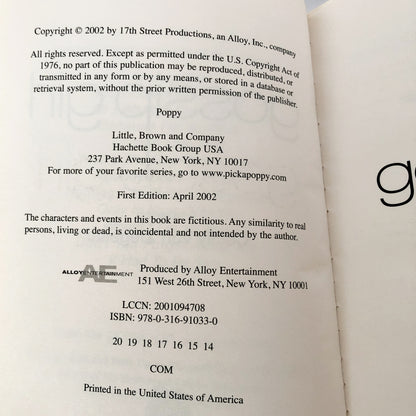 Copyright © 2002 by 17th Street Productions, an Alloy, Inc., company
All rights reserved. Except as permitted under the U.S. Copyright Act of
1976, no part of this publication may be reproduced, distributed, or
transmitted in any form or by any means, or stored in a database or
retrieval system, without the prior written permission of the publisher.
Poppy
Little, Brown and Company
Hachette Book Group USA
237 Park Avenue, New York, NY 10017
For more of your favorite series, go to www.pickapoppy.com
First Edition: April 2002
The characters and events in this book are fictitious. Any similarity to real
persons, living or dead, is coincidental and not intended by the author.
AE
ALLOYENTERTAINMENT
Produced by Alloy Entertainment
151 West 26th Street, New York, NY 10001
LCCN: 2001094708
ISBN: 978-0-316-91033-0
20 19 18 17 16 15 14
COM
Printed in the United States of America
g